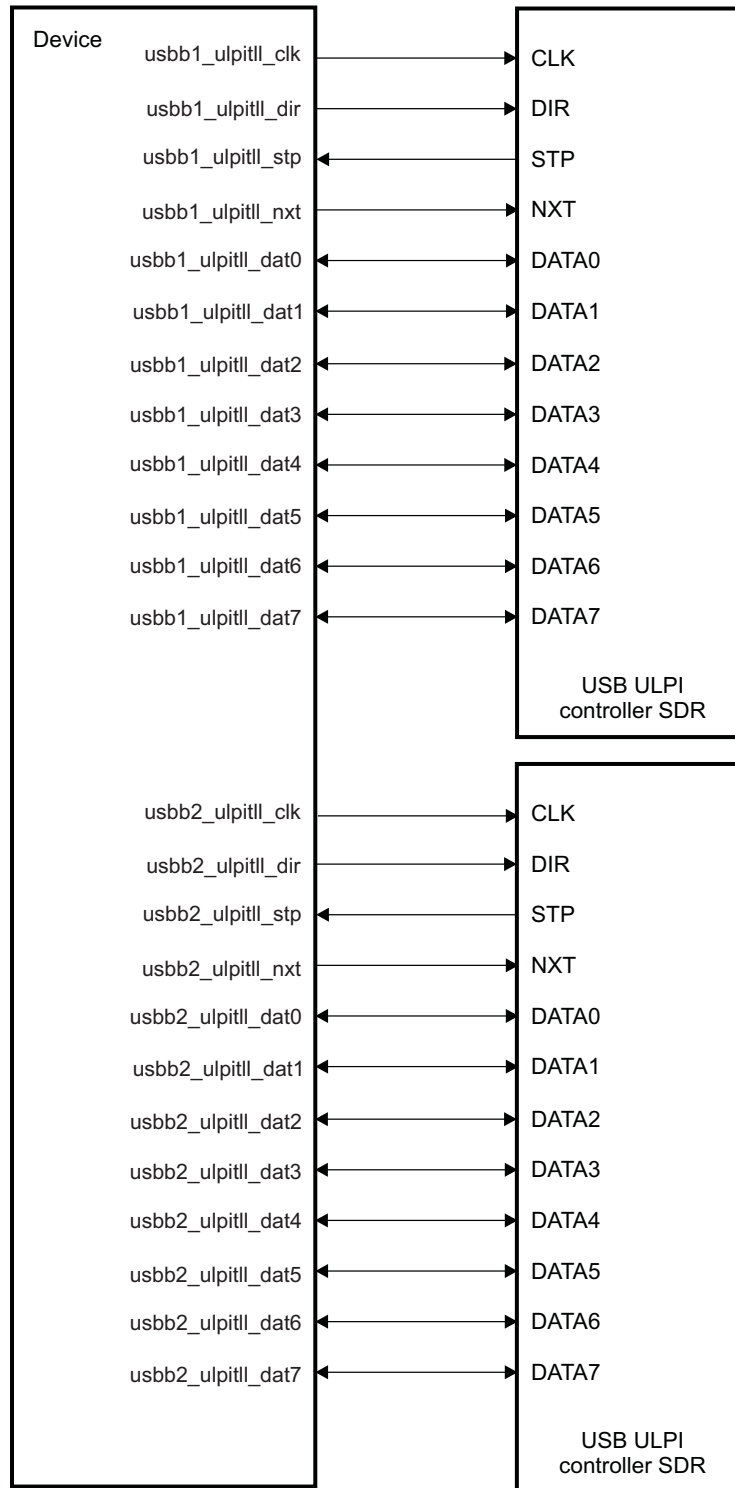 Device
usbb1_ulpitll_clk CLK
usbb1_ulpitll_dir DIR
usbb1_ulpitll_stp STP
usbb1_ulpitll_nxt NXT
usbb1_ulpitll_dat0 DATA0
usbb1_ulpitll_dat1 DATA1
usbb1_ulpitll_dat2 DATA2
usbb1_ulpitll_dat3 DATA3
usbb1_ulpitll_dat4 DATA4
usbb1_ulpitll_dat5 DATA5
usbb1_ulpitll_dat6 DATA6
usbb1_ulpitll_dat7 DATA7
USB ULPI
controller SDR
usbb2_ulpitll_clk CLK
usbb2_ulpitll_dir DIR
usbb2_ulpitll_stp STP
usbb2_ulpitll_nxt NXT
usbb2_ulpitll_dat0 DATA0
usbb2_ulpitll_dat1 DATA1
usbb2_ulpitll_dat2 DATA2
usbb2_ulpitll_dat3 DATA3
usbb2_ulpitll_dat4 DATA4
usbb2_ulpitll_dat5 DATA5
usbb2_ulpitll_dat6 DATA6
usbb2_ulpitll_dat7 DATA7
USB ULPI
controller SDR